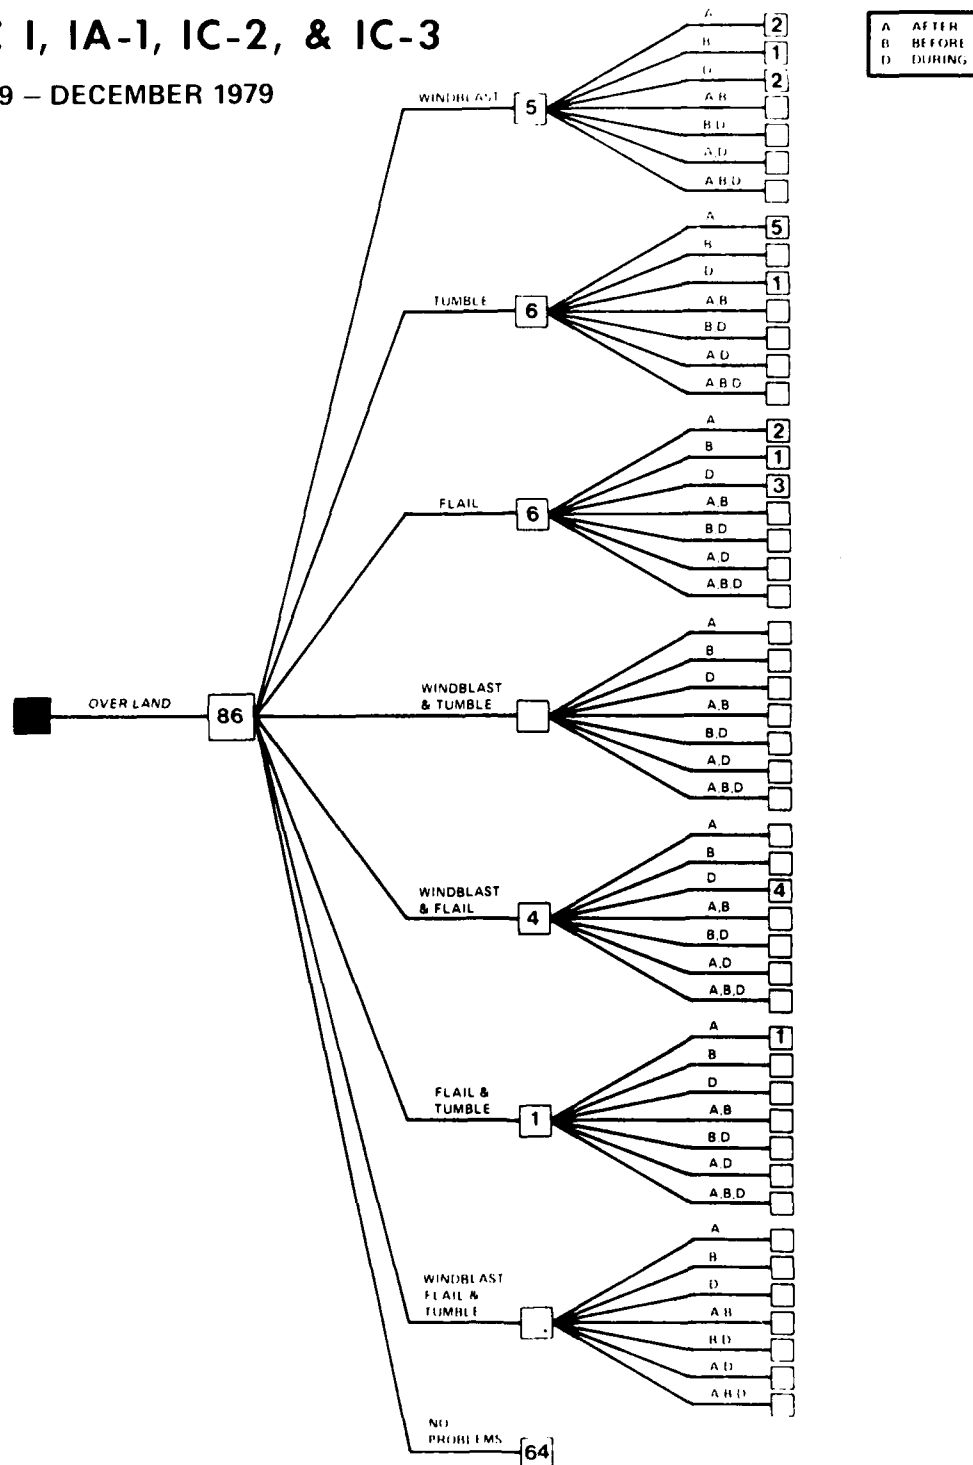 I, IA-1, IC-2, & IC-3
9 – DECEMBER 1979
A AFTER
B BEFORE
D DURING
WINDBLAST
5
A 2
B 1
D 2
A,B
B,D
A,D
A,B,D
TUMBLE
6
A 5
B
D 1
A,B
B,D
A,D
A,B,D
FLAIL
6
A 2
B 1
D 3
A,B
B,D
A,D
A,B,D
OVER LAND
86
WINDBLAST
& TUMBLE
A
B
D
A,B
B,D
A,D
A,B,D
WINDBLAST
& FLAIL
4
A
B
D 4
A,B
B,D
A,D
A,B,D
FLAIL &
TUMBLE
1
A 1
B
D
A,B
B,D
A,D
A,B,D
WINDBLAST
FLAIL &
TUMBLE
A
B
D
A,B
B,D
A,D
A,B,D
NO
PROBLEMS
64